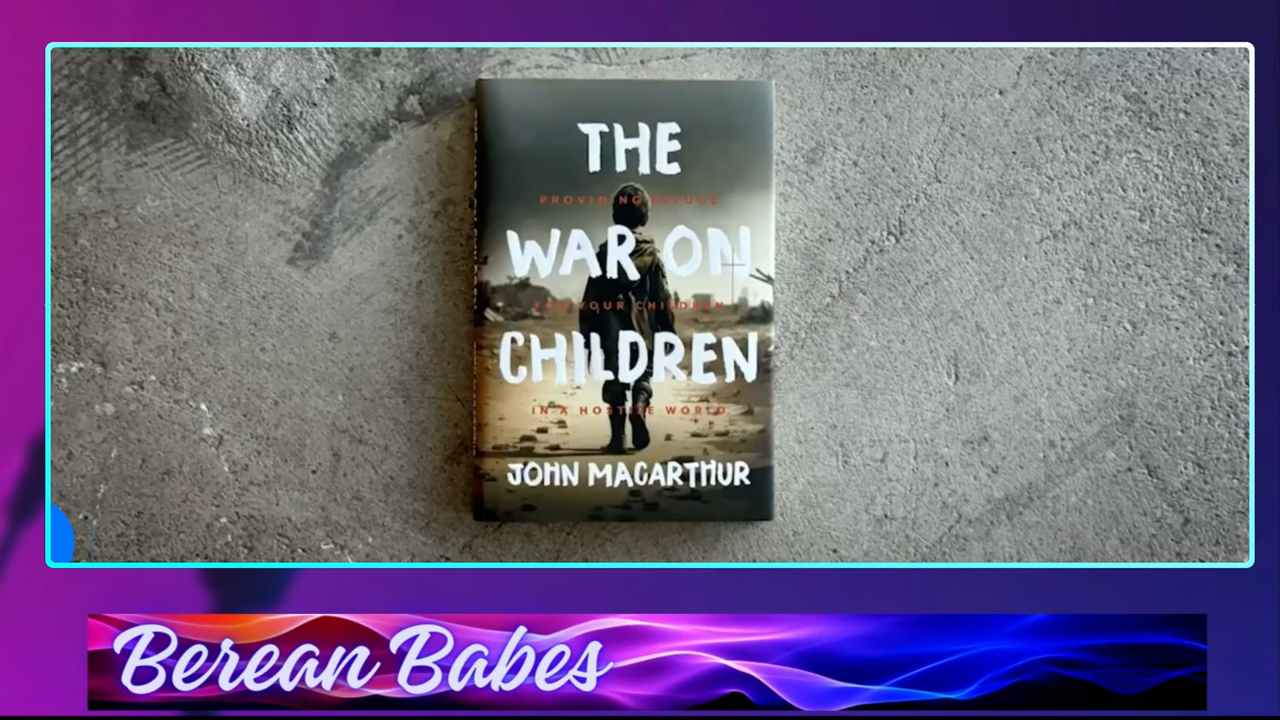 THE
PROVIDING REFUGE
WAR ON
FOR YOUR CHILDREN
CHILDREN
IN A HOSTILE WORLD
JOHN MACARTHUR
Berean Babes